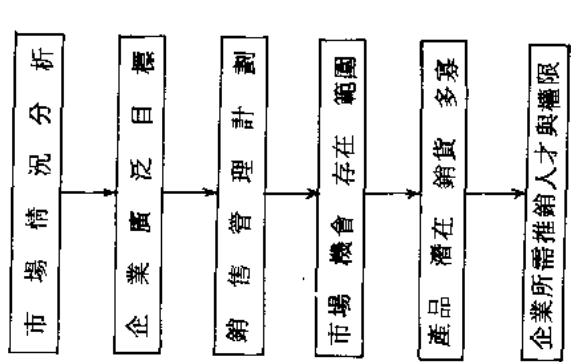 市場情況分析
企業廣泛目標
銷售管理計劃
市場機會存在範圍
產品潛在銷貨多寡
企業所需推銷人才與權限